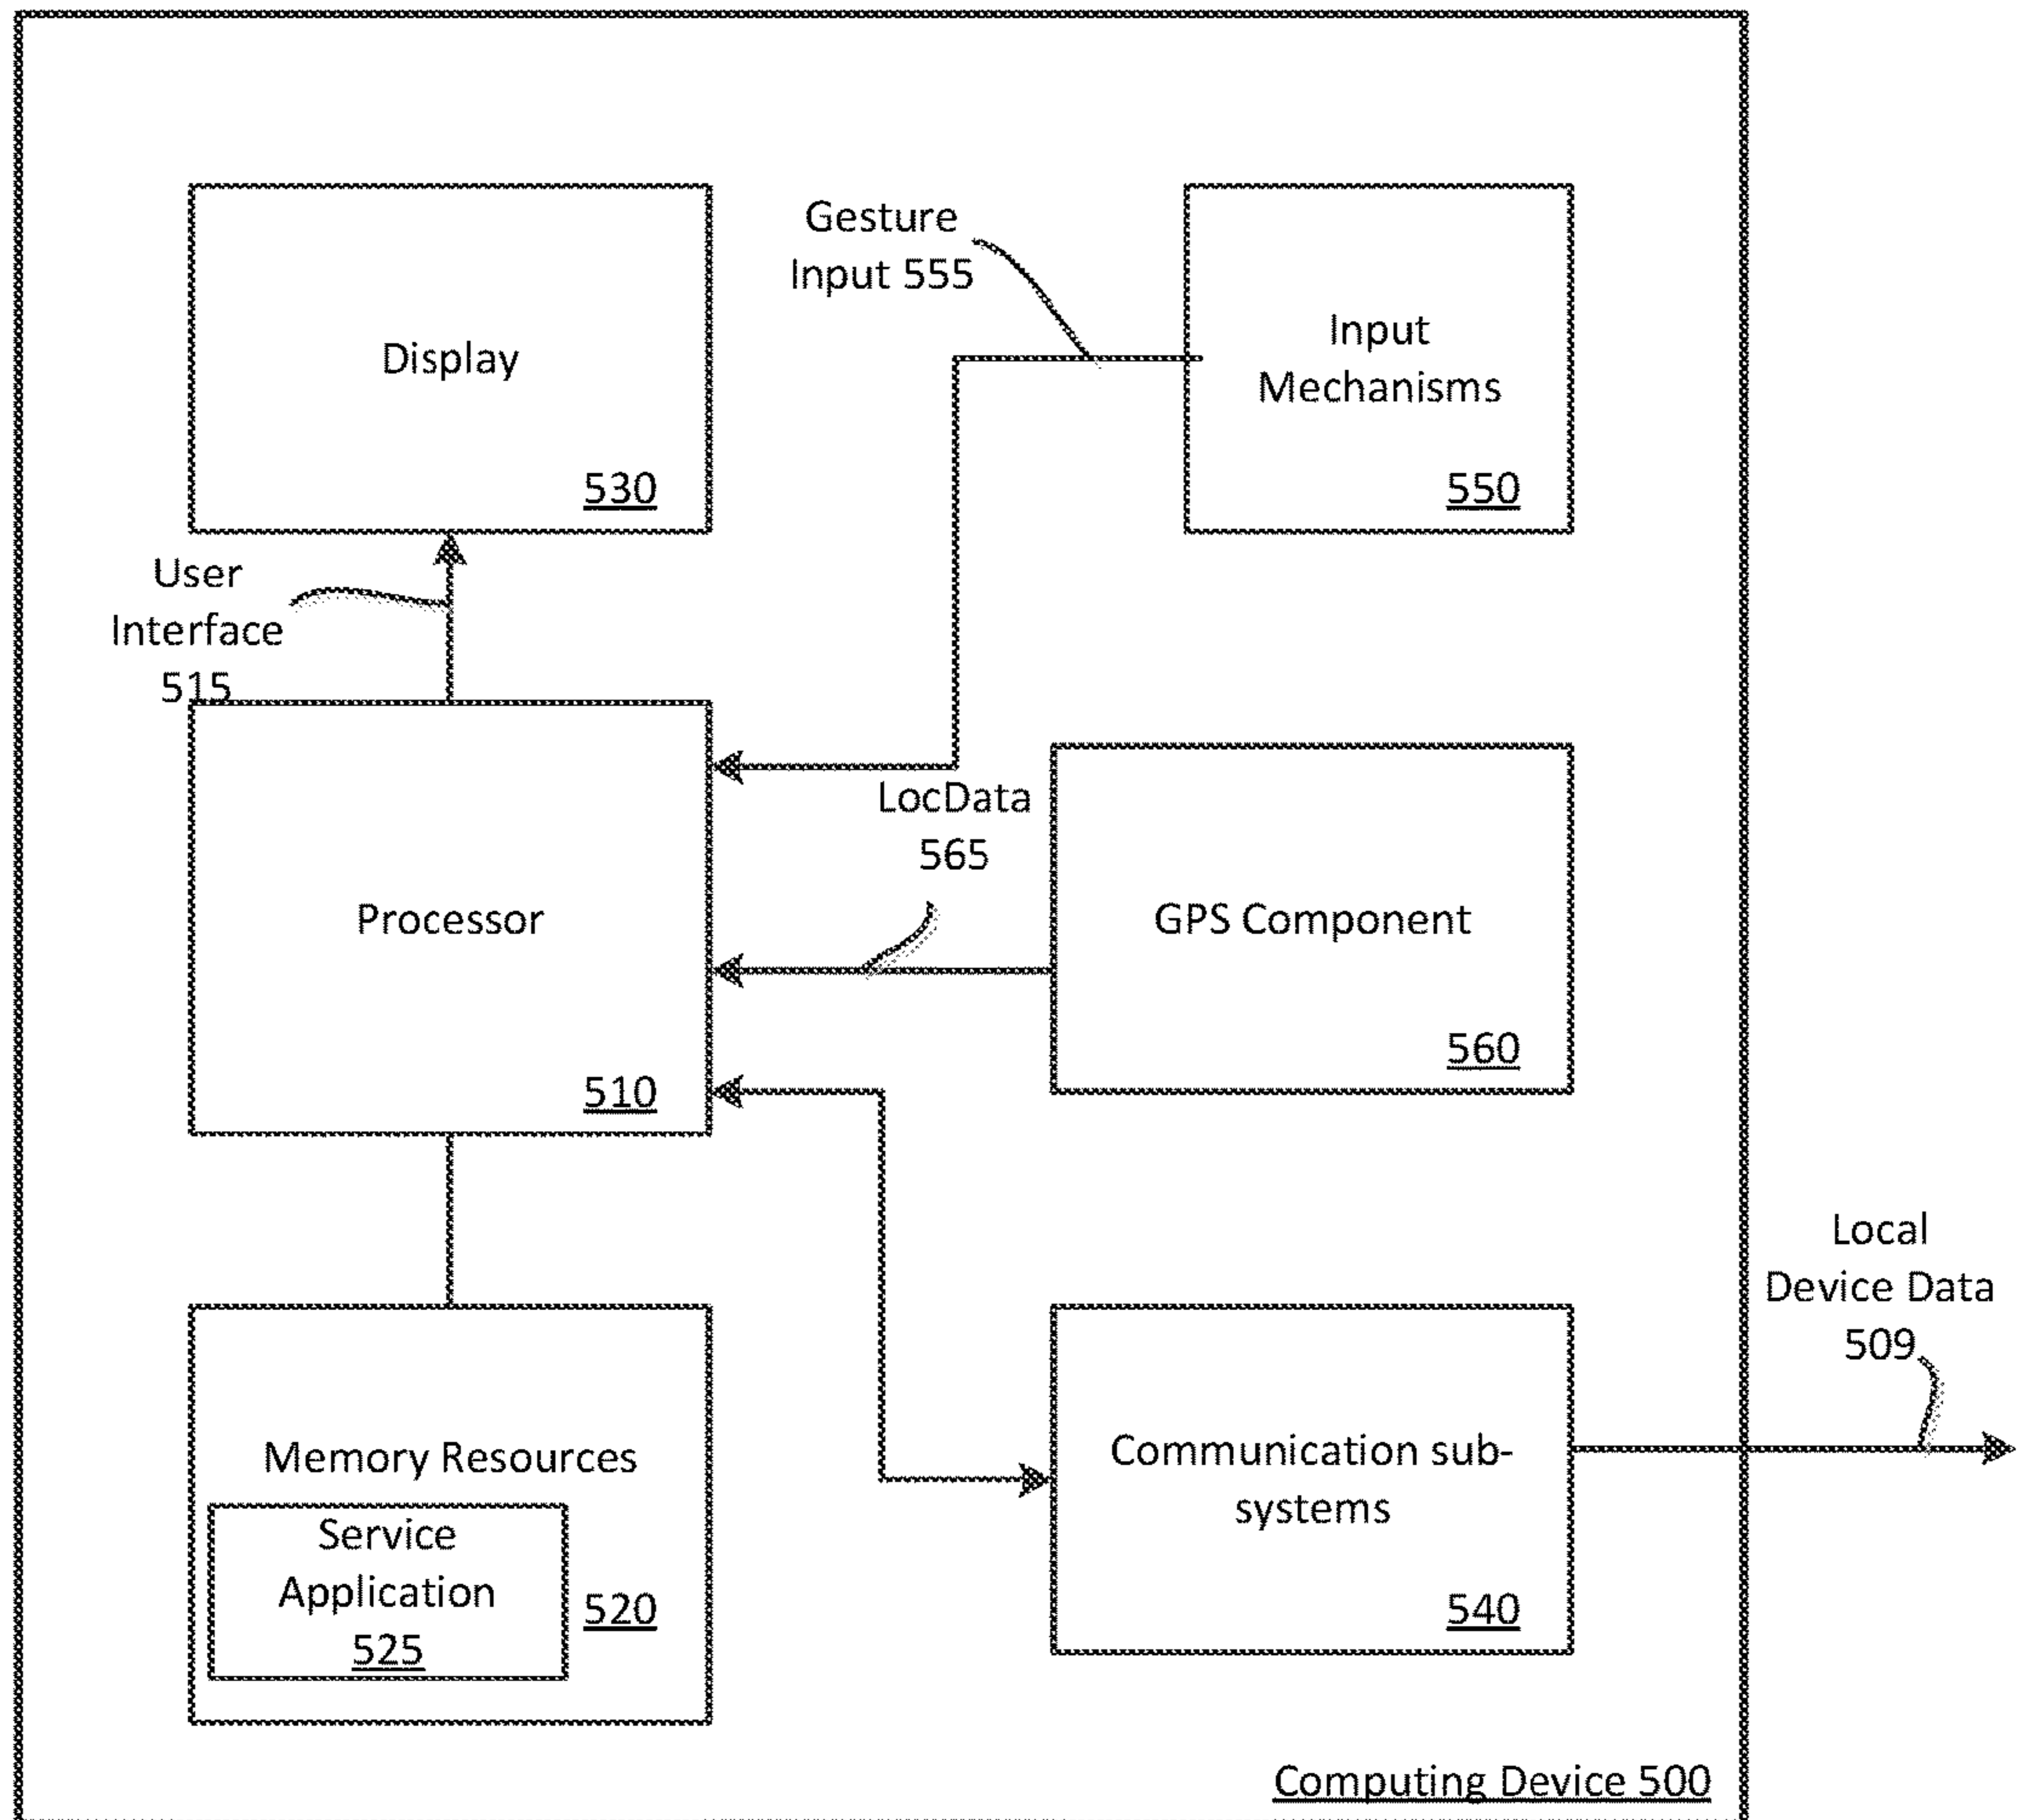 Display
530
Gesture
Input 555
Input
Mechanisms
550
User
Interface
515
Processor
510
LocData
565
GPS Component
560
Memory Resources
Service
Application
525
520
Communication sub-
systems
540
Local
Device Data
509
Computing Device 500